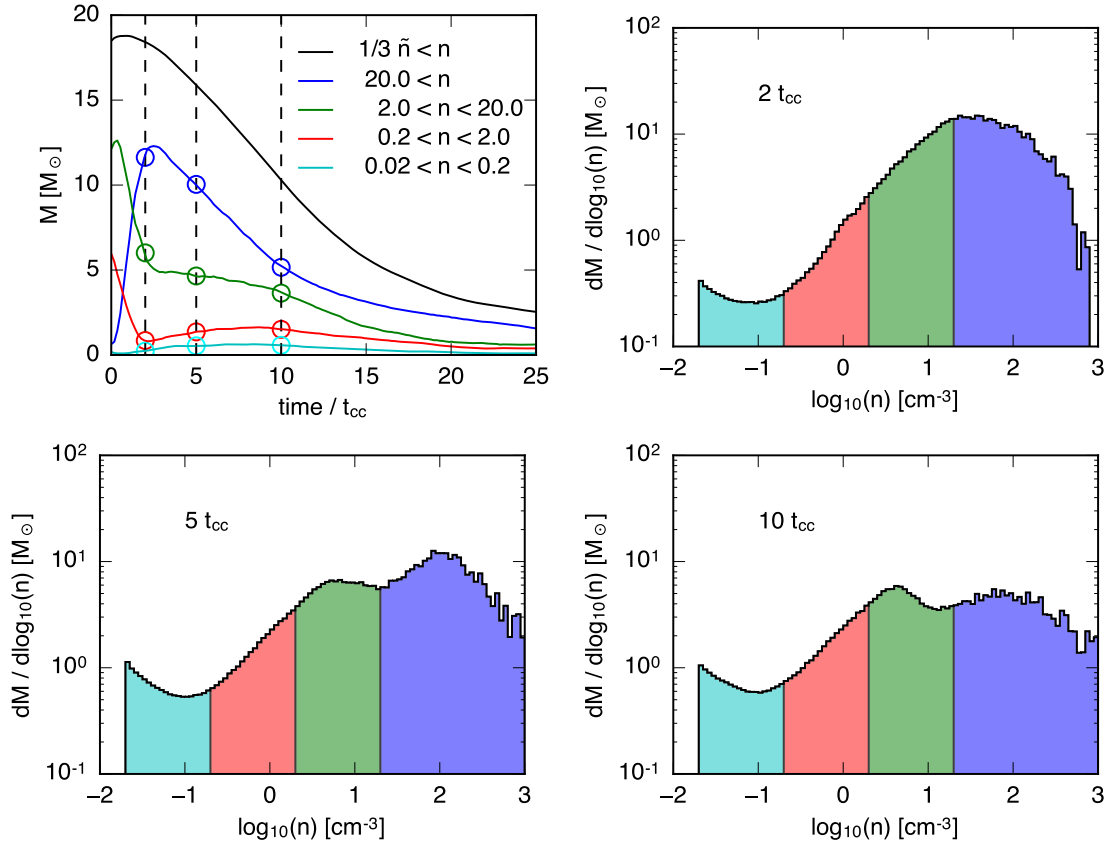 20
15
10
5
0
M [M☉]
0 5 10 15 20 25
time / tcc
1/3 ñ < n
20.0 < n
2.0 < n < 20.0
0.2 < n < 2.0
0.02 < n < 0.2
10²
10¹
10⁰
10⁻¹
dM / dlog₁₀(n) [M☉]
2 tcc
−2 −1 0 1 2 3
log₁₀(n) [cm⁻³]
10²
10¹
10⁰
10⁻¹
dM / dlog₁₀(n) [M☉]
5 tcc
−2 −1 0 1 2 3
log₁₀(n) [cm⁻³]
10²
10¹
10⁰
10⁻¹
dM / dlog₁₀(n) [M☉]
10 tcc
−2 −1 0 1 2 3
log₁₀(n) [cm⁻³]